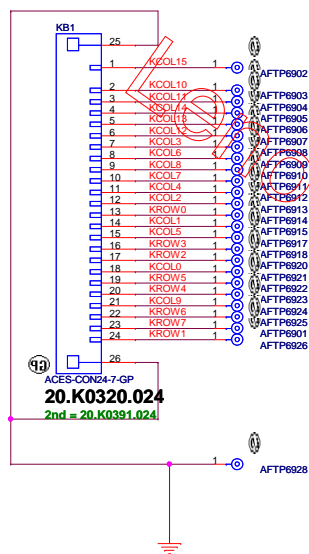 KB1
25
1 KCOL15 1 AFTP6902
2 KCOL10 1 AFTP6903
3 KCOL11 1 AFTP6904
4 KCOL14 1 AFTP6905
5 KCOL13 1 AFTP6906
6 KCOL12 1 AFTP6907
7 KCOL3 1 AFTP6908
8 KCOL6 1 AFTP6909
9 KCOL8 1 AFTP6910
10 KCOL7 1 AFTP6911
11 KCOL4 1 AFTP6912
12 KCOL2 1 AFTP6913
13 KROW0 1 AFTP6914
14 KCOL1 1 AFTP6915
15 KCOL5 1 AFTP6917
16 KROW3 1 AFTP6918
17 KROW2 1 AFTP6920
18 KCOL0 1 AFTP6921
19 KROW5 1 AFTP6922
20 KROW4 1 AFTP6923
21 KCOL9 1 AFTP6924
22 KROW6 1 AFTP6925
23 KROW7 1 AFTP6901
24 KROW1 1 AFTP6926
26
ACES-CON24-7-GP
20.K0320.024
2nd = 20.K0391.024
1 AFTP6928